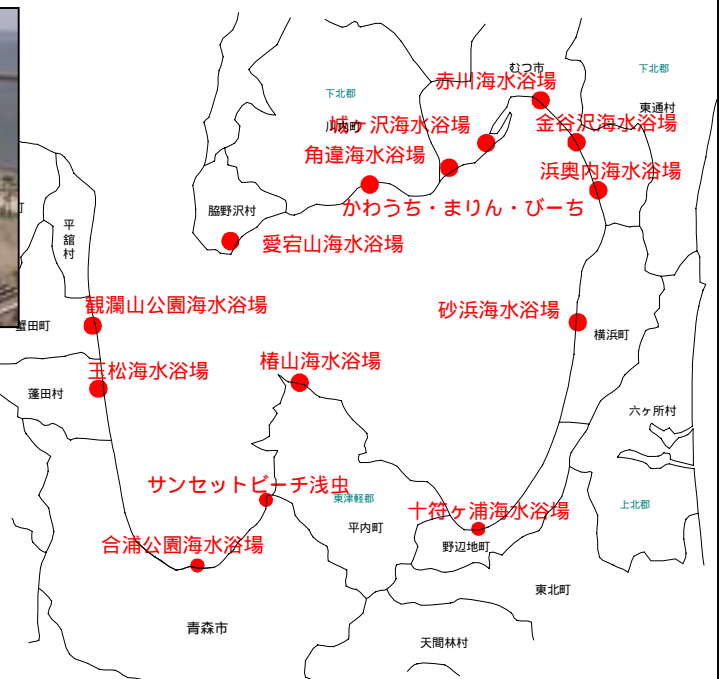 むつ市
下北郡
赤川海水浴場
下北郡
東通村
川内町
城ヶ沢海水浴場
金谷沢海水浴場
角違海水浴場
浜奥内海水浴場
脇野沢村
かわうち・まりん・びーち
平舘村
愛宕山海水浴場
観瀾山公園海水浴場
砂浜海水浴場
蟹田町
横浜町
玉松海水浴場
椿山海水浴場
蓬田村
六ヶ所村
サンセットビーチ浅虫
東津軽郡
十符ヶ浦海水浴場
上北郡
平内町
合浦公園海水浴場
野辺地町
東北町
青森市
天間林村